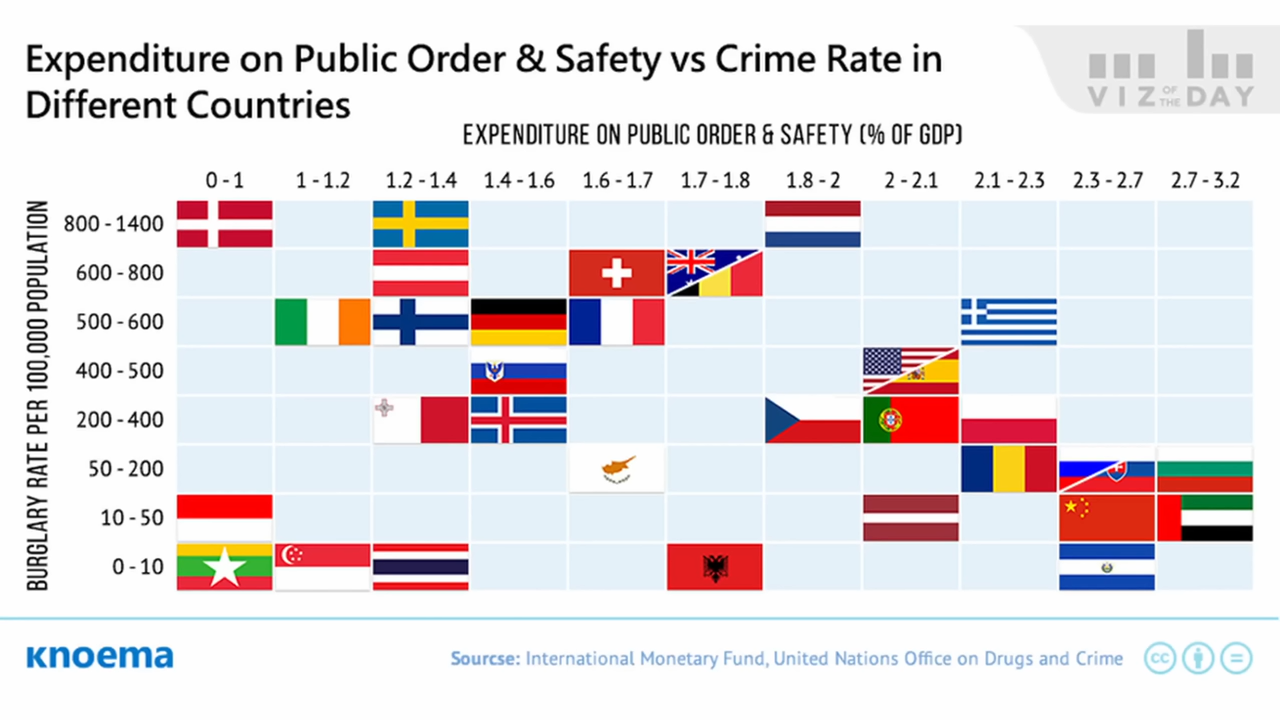 Expenditure on Public Order & Safety vs Crime Rate in
Different Countries
VIZ OF THE DAY
EXPENDITURE ON PUBLIC ORDER & SAFETY (% OF GDP)
0 - 1 1 - 1.2 1.2 - 1.4 1.4 - 1.6 1.6 - 1.7 1.7 - 1.8 1.8 - 2 2 - 2.1 2.1 - 2.3 2.3 - 2.7 2.7 - 3.2
BURGLARY RATE PER 100,000 POPULATION
800 - 1400
600 - 800
500 - 600
400 - 500
200 - 400
50 - 200
10 - 50
0 - 10
knoema
Sourcse: International Monetary Fund, United Nations Office on Drugs and Crime
cc